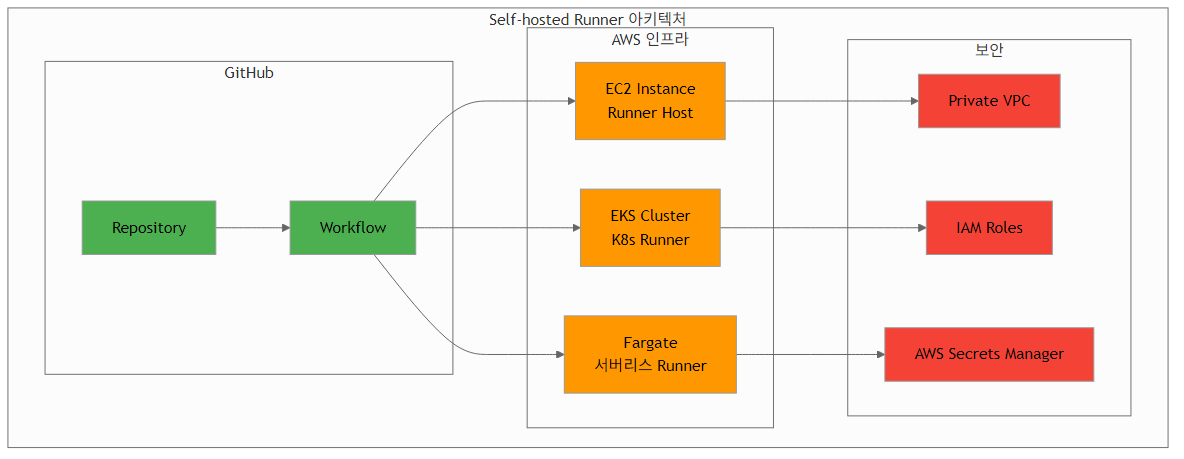 Self-hosted Runner 아키텍처
GitHub
Repository
Workflow
AWS 인프라
EC2 Instance
Runner Host
EKS Cluster
K8s Runner
Fargate
서버리스 Runner
보안
Private VPC
IAM Roles
AWS Secrets Manager